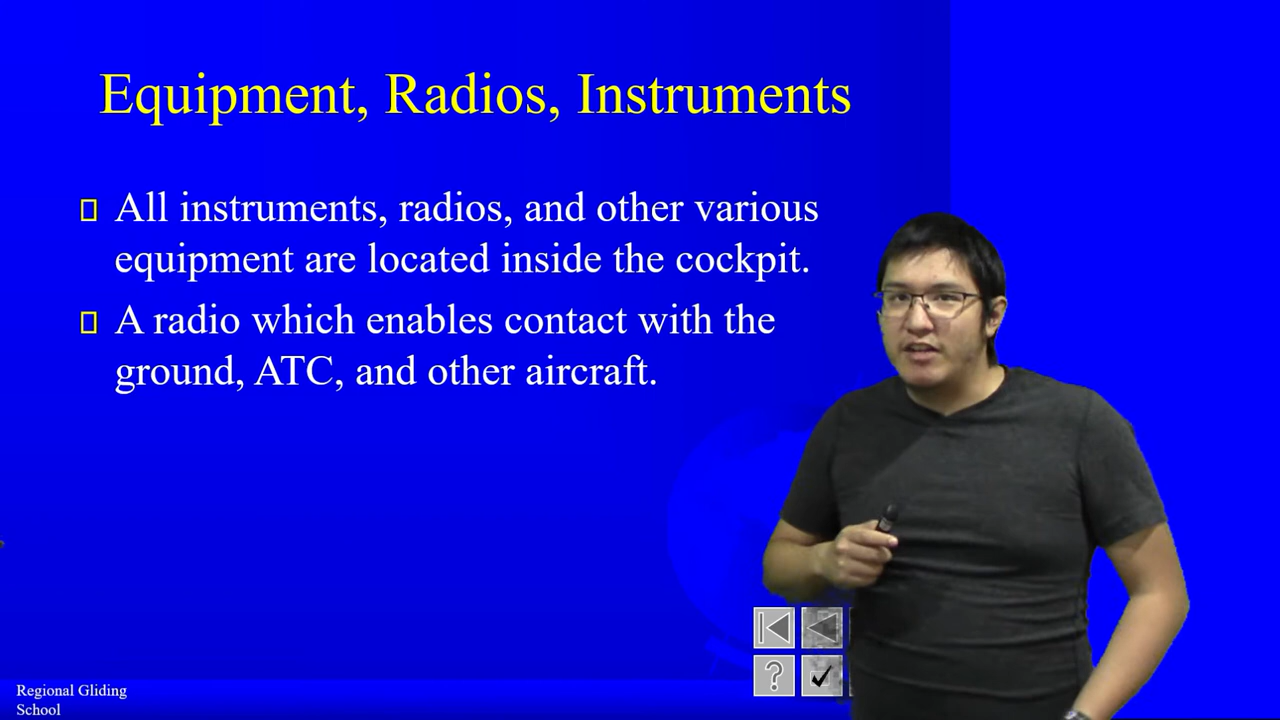 Equipment, Radios, Instruments
All instruments, radios, and other various
equipment are located inside the cockpit.
A radio which enables contact with the
ground, ATC, and other aircraft.
?
Regional Gliding
School